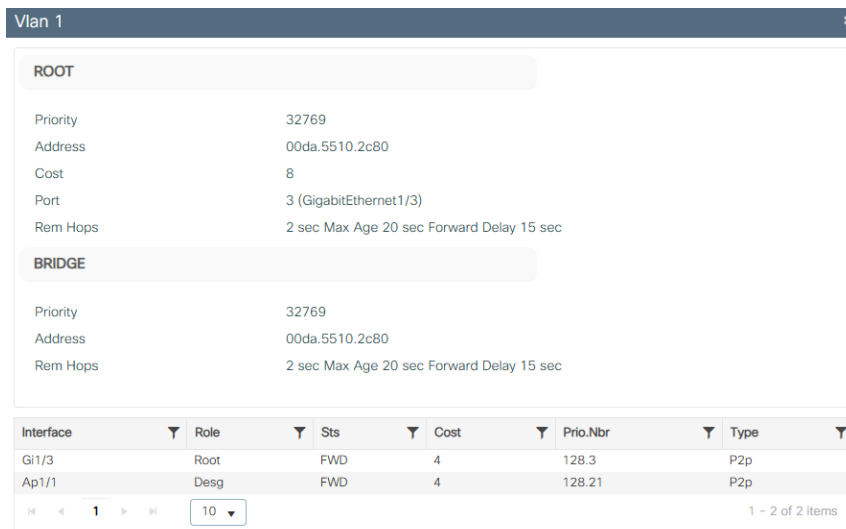 Vlan 1
ROOT
Priority 32769
Address 00da.5510.2c80
Cost 8
Port 3 (GigabitEthernet1/3)
Rem Hops 2 sec Max Age 20 sec Forward Delay 15 sec
BRIDGE
Priority 32769
Address 00da.5510.2c80
Rem Hops 2 sec Max Age 20 sec Forward Delay 15 sec
Interface Role Sts Cost Prio.Nbr Type
Gi1/3 Root FWD 4 128.3 P2p
Ap1/1 Desg FWD 4 128.21 P2p
1 10 1 - 2 of 2 items